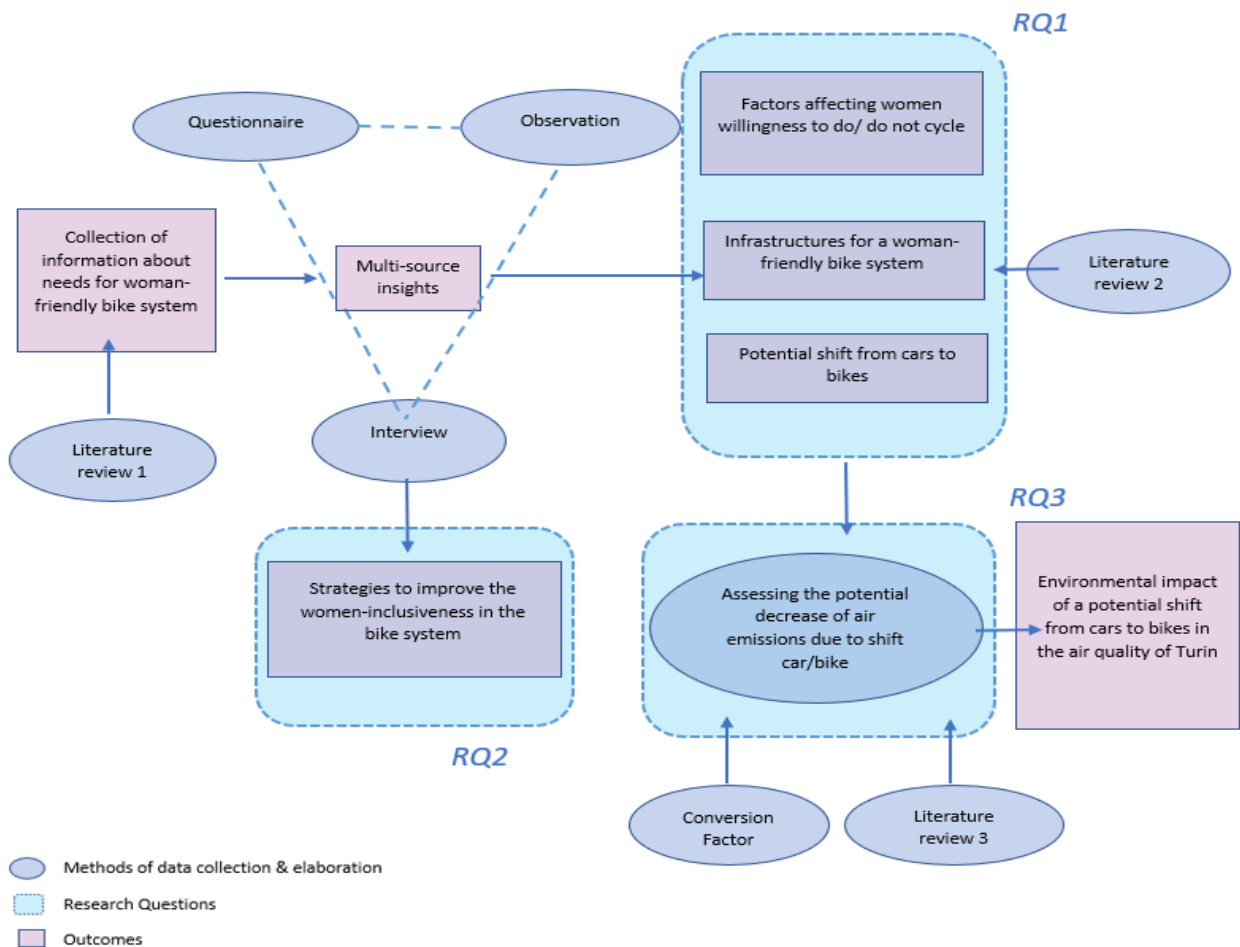 RQ1
Factors affecting women
willingness to do/ do not cycle
Questionnaire
Observation
Collection of
information about
needs for woman-
friendly bike system
Multi-source
insights
Infrastructures for a woman-
friendly bike system
Literature
review 2
Potential shift from cars to
bikes
Interview
Literature
review 1
RQ3
Strategies to improve the
women-inclusiveness in the
bike system
RQ2
Assessing the potential
decrease of air
emissions due to shift
car/bike
Environmental impact
of a potential shift
from cars to bikes in
the air quality of Turin
Conversion
Factor
Literature
review 3
Methods of data collection & elaboration
Research Questions
Outcomes